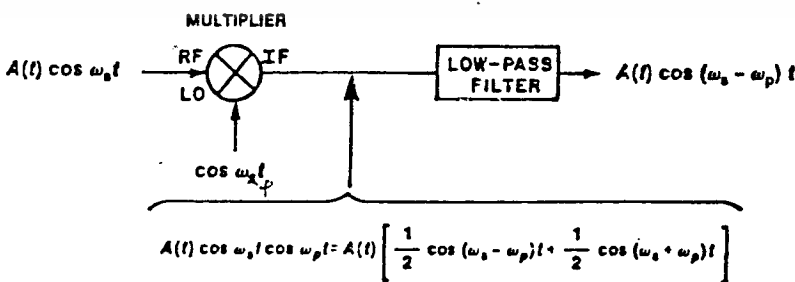 MULTIPLIER
A(t) cos ωₛt
RF
IF
LO
LOW-PASS
FILTER
A(t) cos (ωₛ − ωₚ) t
cos ω t
p
A(t) cos ωₛt cos ωₚt = A(t) [ 1/2 cos (ωₛ − ωₚ)t + 1/2 cos (ωₛ + ωₚ)t ]